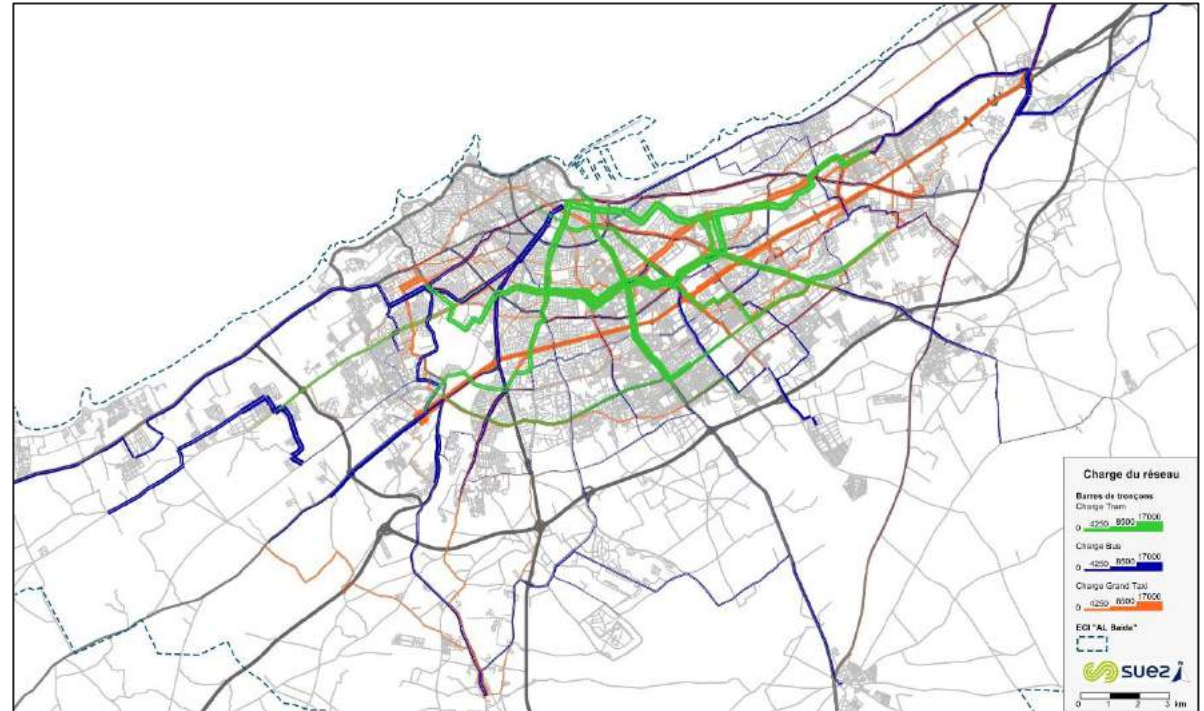 Charge du réseau
Barres de tronçons
Charge Tram
0 4250 8500 17000
Charge Bus
0 4250 8500 17000
Charge Grand Taxi
0 4250 8500 17000
ECI "AL Baida"
suez
0 1 2 3 km